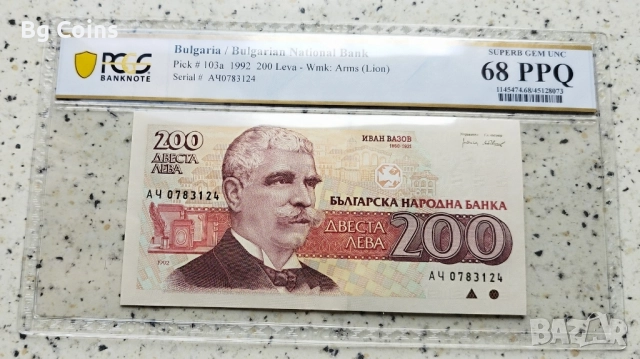 Bg Coins
PCGS
BANKNOTE
Bulgaria / Bulgarian National Bank
Pick # 103a 1992 200 Leva - Wmk: Arms (Lion)
Serial # АЧ0783124
SUPERB GEM UNC
68 PPQ
1145474.68/45128073
200
ДВЕСТА
ЛЕВА
АЧ 0783124
1992
ИВАН ВАЗОВ
1850-1921
БЪЛГАРСКА НАРОДНА БАНКА
ДВЕСТА
ЛЕВА
200
АЧ 0783124
BAZAR